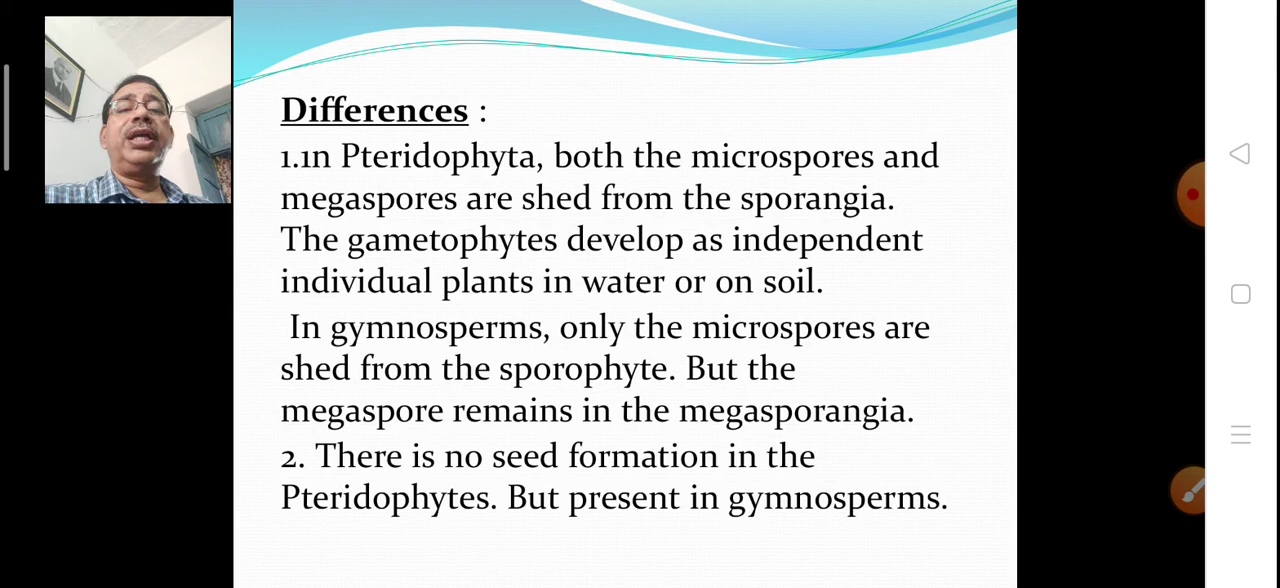 Differences :
1.1n Pteridophyta, both the microspores and
megaspores are shed from the sporangia.
The gametophytes develop as independent
individual plants in water or on soil.
In gymnosperms, only the microspores are
shed from the sporophyte. But the
megaspore remains in the megasporangia.
2. There is no seed formation in the
Pteridophytes. But present in gymnosperms.